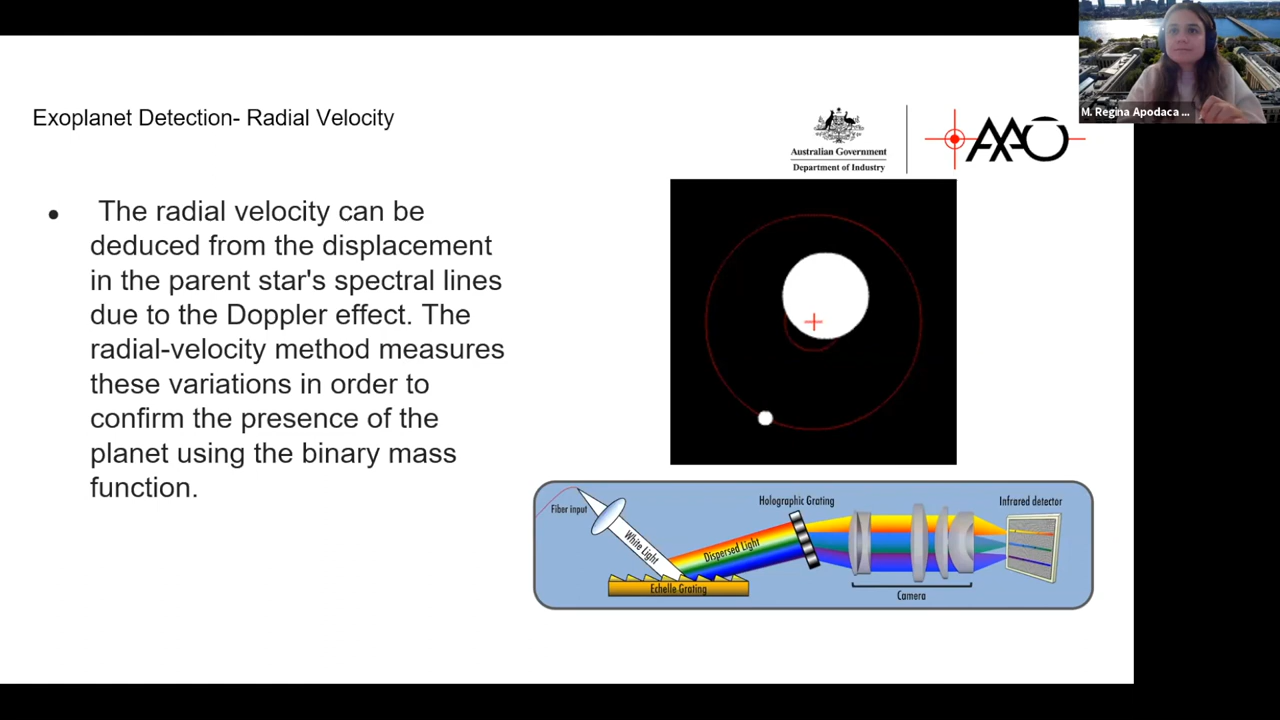 M. Regina Apodaca ...
Exoplanet Detection- Radial Velocity
Australian Government
Department of Industry
AAO
● The radial velocity can be
deduced from the displacement
in the parent star's spectral lines
due to the Doppler effect. The
radial-velocity method measures
these variations in order to
confirm the presence of the
planet using the binary mass
function.
Fiber input
White Light
Echelle Grating
Dispersed Light
Holographic Grating
Camera
Infrared detector